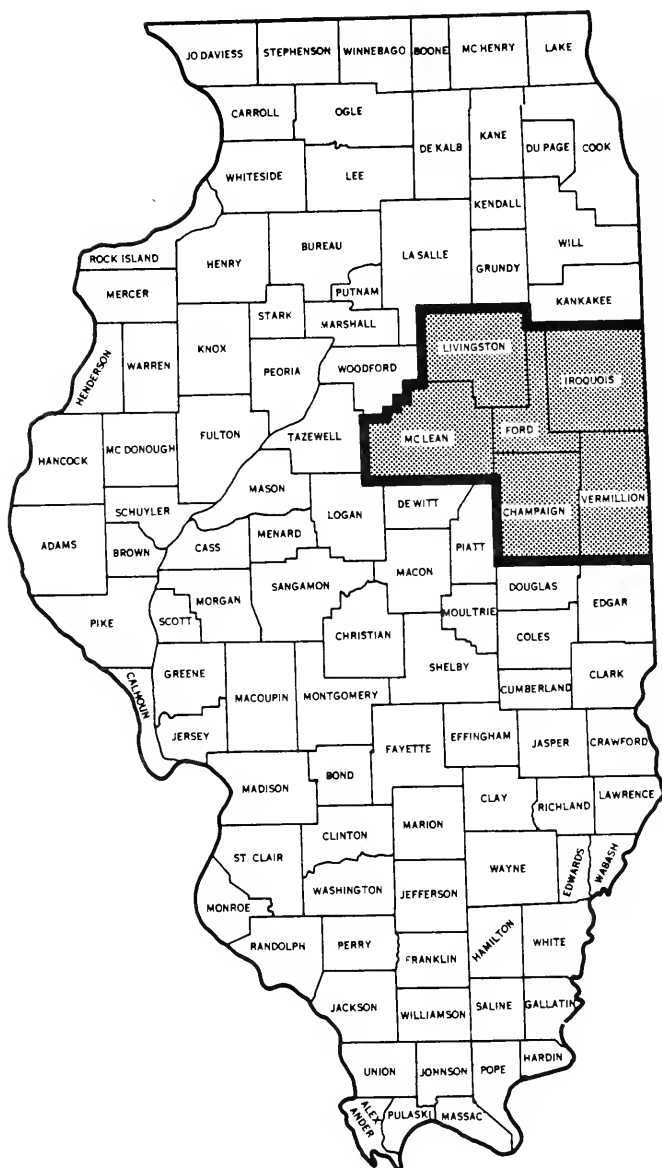 JO DAVIESS
STEPHENSON
WINNEBAGO
BOONE
MC HENRY
LAKE
CARROLL
OGLE
DE KALB
KANE
DU PAGE
COOK
WHITESIDE
LEE
KENDALL
WILL
ROCK ISLAND
HENRY
BUREAU
LA SALLE
GRUNDY
KANKAKEE
MERCER
PUTNAM
STARK
MARSHALL
LIVINGSTON
IROQUOIS
HENDERSON
WARREN
KNOX
PEORIA
WOODFORD
FORD
HANCOCK
MC DONOUGH
FULTON
TAZEWELL
MC LEAN
SCHUYLER
MASON
LOGAN
DE WITT
CHAMPAIGN
VERMILLION
ADAMS
BROWN
CASS
MENARD
PIATT
MACON
PIKE
SCOTT
MORGAN
SANGAMON
CHRISTIAN
MOULTRIE
DOUGLAS
EDGAR
COLES
SHELBY
CALHOUN
GREENE
MACOUPIN
MONTGOMERY
CUMBERLAND
CLARK
JERSEY
FAYETTE
EFFINGHAM
JASPER
CRAWFORD
MADISON
BOND
CLAY
RICHLAND
LAWRENCE
CLINTON
MARION
ST. CLAIR
WAYNE
EDWARDS
WABASH
WASHINGTON
JEFFERSON
MONROE
RANDOLPH
PERRY
FRANKLIN
HAMILTON
WHITE
JACKSON
WILLIAMSON
SALINE
GALLATIN
UNION
JOHNSON
POPE
HARDIN
ALEX
ANDER
PULASKI
MASSAC